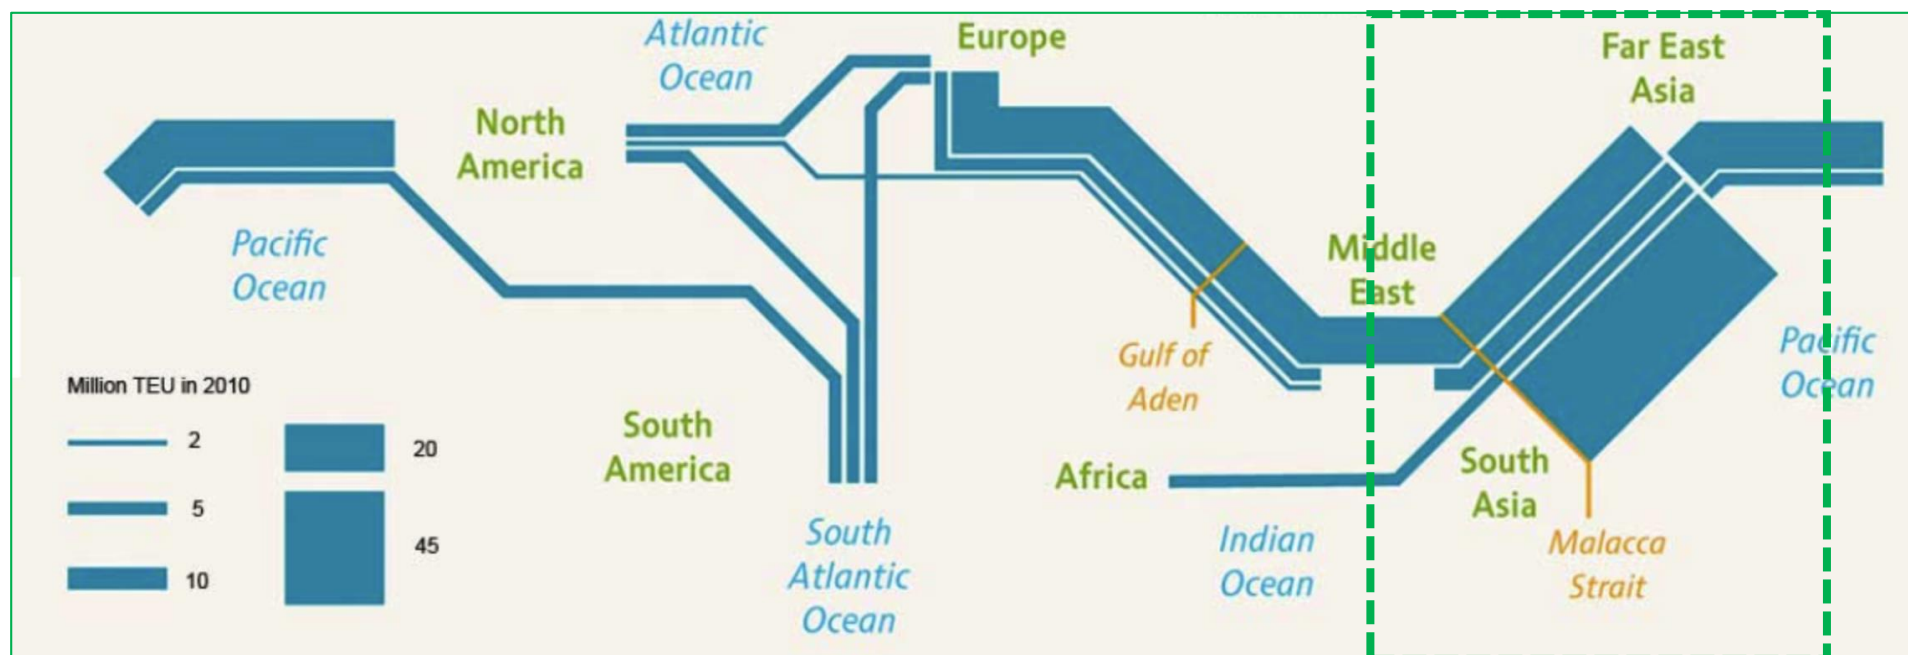 Atlantic
Ocean
Europe
Far East
Asia
North
America
Pacific
Ocean
Middle
East
Gulf of
Aden
Pacific
Ocean
Million TEU in 2010
2
20
5
45
10
South
America
Africa
South
Asia
South
Atlantic
Ocean
Indian
Ocean
Malacca
Strait